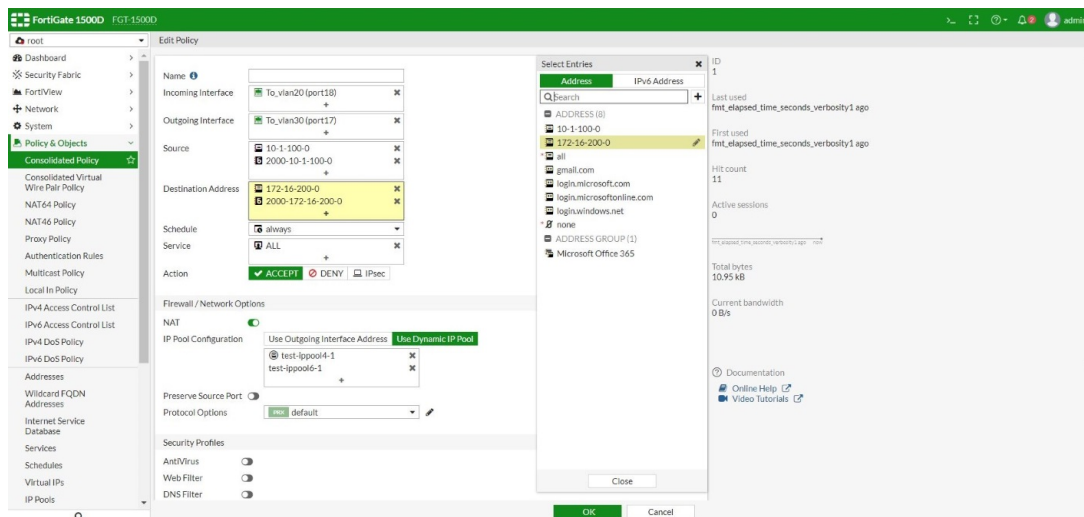 FortiGate 1500D FGT-1500D
admin
root
Dashboard
Security Fabric
FortiView
Network
System
Policy & Objects
Consolidated Policy
Consolidated Virtual
Wire Pair Policy
NAT64 Policy
NAT46 Policy
Proxy Policy
Authentication Rules
Multicast Policy
Local In Policy
IPv4 Access Control List
IPv6 Access Control List
IPv4 DoS Policy
IPv6 DoS Policy
Addresses
Wildcard FQDN
Addresses
Internet Service
Database
Services
Schedules
Virtual IPs
IP Pools
Edit Policy
Name
Incoming Interface To_vlan20 (port18)
+
Outgoing Interface To_vlan30 (port17)
+
Source 10-1-100-0
2000-10-1-100-0
+
Destination Address 172-16-200-0
2000-172-16-200-0
+
Schedule always
Service ALL
+
Action ACCEPT DENY IPsec
Firewall / Network Options
NAT
IP Pool Configuration Use Outgoing Interface Address Use Dynamic IP Pool
test-ippool4-1
test-ippool6-1
+
Preserve Source Port
Protocol Options default
Security Profiles
AntiVirus
Web Filter
DNS Filter
OK Cancel
Select Entries
Address IPv6 Address
Search
ADDRESS (8)
10-1-100-0
172-16-200-0
all
gmail.com
login.microsoft.com
login.microsoftonline.com
login.windows.net
none
ADDRESS GROUP (1)
Microsoft Office 365
Close
ID
1
Last used
fmt_elapsed_time_seconds_verbosity1 ago
First used
fmt_elapsed_time_seconds_verbosity1 ago
Hit count
11
Active sessions
0
fmt_elapsed_time_seconds_verbosity1 ago now
Total bytes
10.95 kB
Current bandwidth
0 B/s
Documentation
Online Help
Video Tutorials